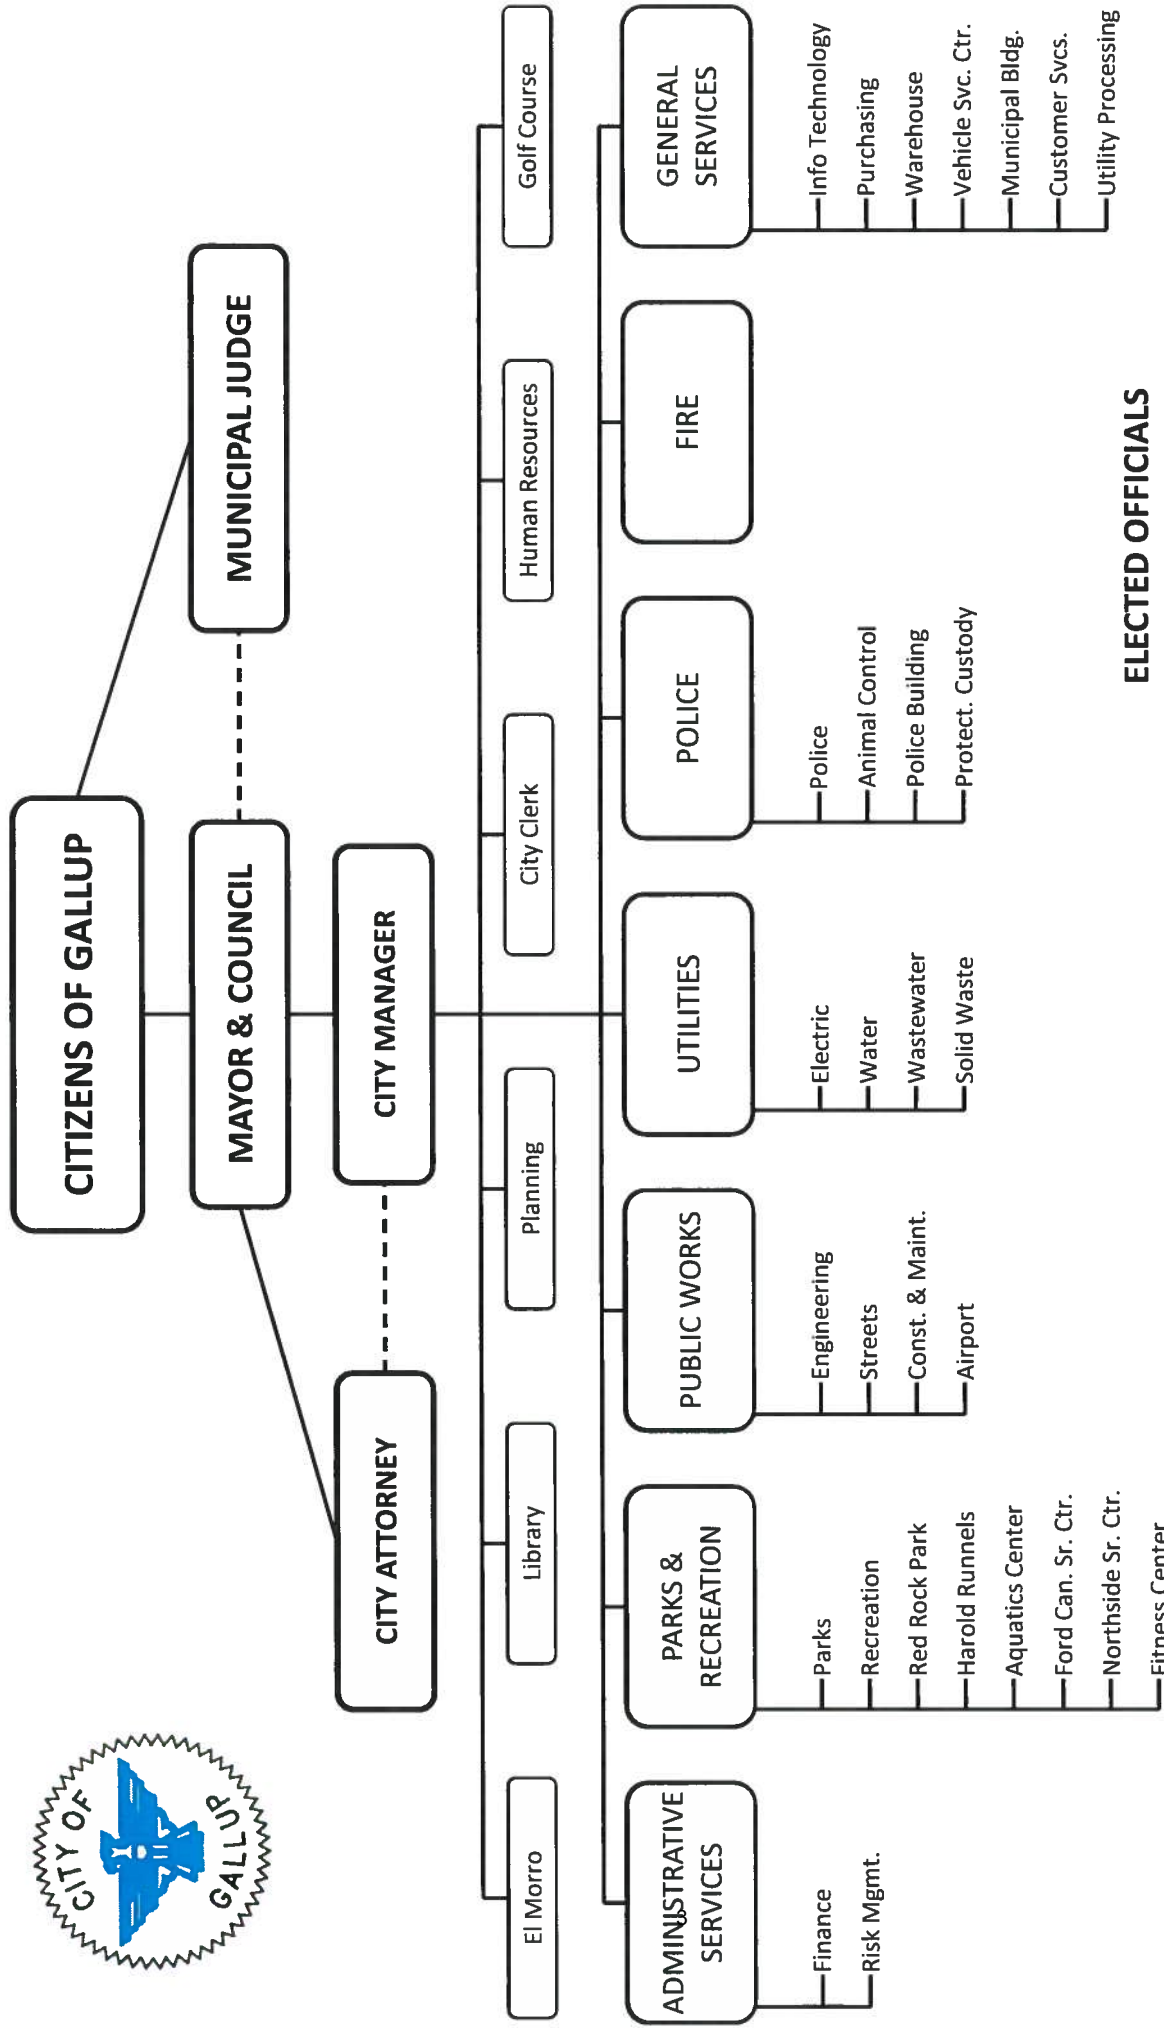 CITY OF
GALLUP
CITIZENS OF GALLUP
MAYOR & COUNCIL
MUNICIPAL JUDGE
CITY ATTORNEY
CITY MANAGER
El Morro
Library
Planning
City Clerk
Human Resources
Golf Course
ADMINISTRATIVE
SERVICES
Finance
Risk Mgmt.
PARKS &
RECREATION
Parks
Recreation
Red Rock Park
Harold Runnels
Aquatics Center
Ford Can. Sr. Ctr.
Northside Sr. Ctr.
Fitness Center
PUBLIC WORKS
Engineering
Streets
Const. & Maint.
Airport
UTILITIES
Electric
Water
Wastewater
Solid Waste
POLICE
Police
Animal Control
Police Building
Protect. Custody
FIRE
GENERAL
SERVICES
Info Technology
Purchasing
Warehouse
Vehicle Svc. Ctr.
Municipal Bldg.
Customer Svcs.
Utility Processing
ELECTED OFFICIALS